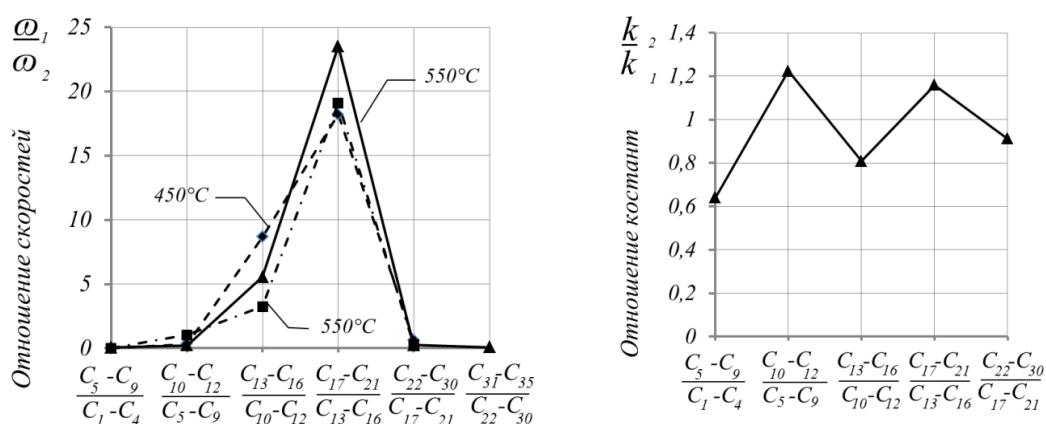 ω₁
ω₂
Отношение скоростей
25
20
15
10
5
0
550°C
450°C
550°C
C₅-C₉ C₁₀-C₁₂ C₁₃-C₁₆ C₁₇-C₂₁ C₂₂-C₃₀ C₃₁-C₃₅
C₁-C₄ C₅-C₉ C₁₀-C₁₂ C₁₃-C₁₆ C₁₇-C₂₁ C₂₂-C₃₀
k₂
k₁
Отношение костант
1,4
1,2
1
0,8
0,6
0,4
0,2
0
C₅-C₉ C₁₀-C₁₂ C₁₃-C₁₆ C₁₇-C₂₁ C₂₂-C₃₀
C₁-C₄ C₅-C₉ C₁₀-C₁₂ C₁₃-C₁₆ C₁₇-C₂₁